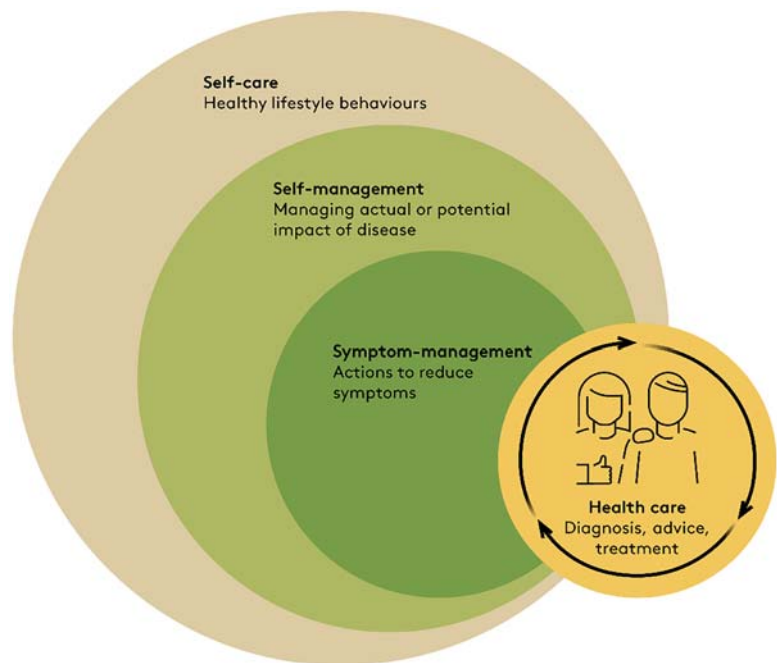 Self-care
Healthy lifestyle behaviours
Self-management
Managing actual or potential
impact of disease
Symptom-management
Actions to reduce
symptoms
Health care
Diagnosis, advice,
treatment